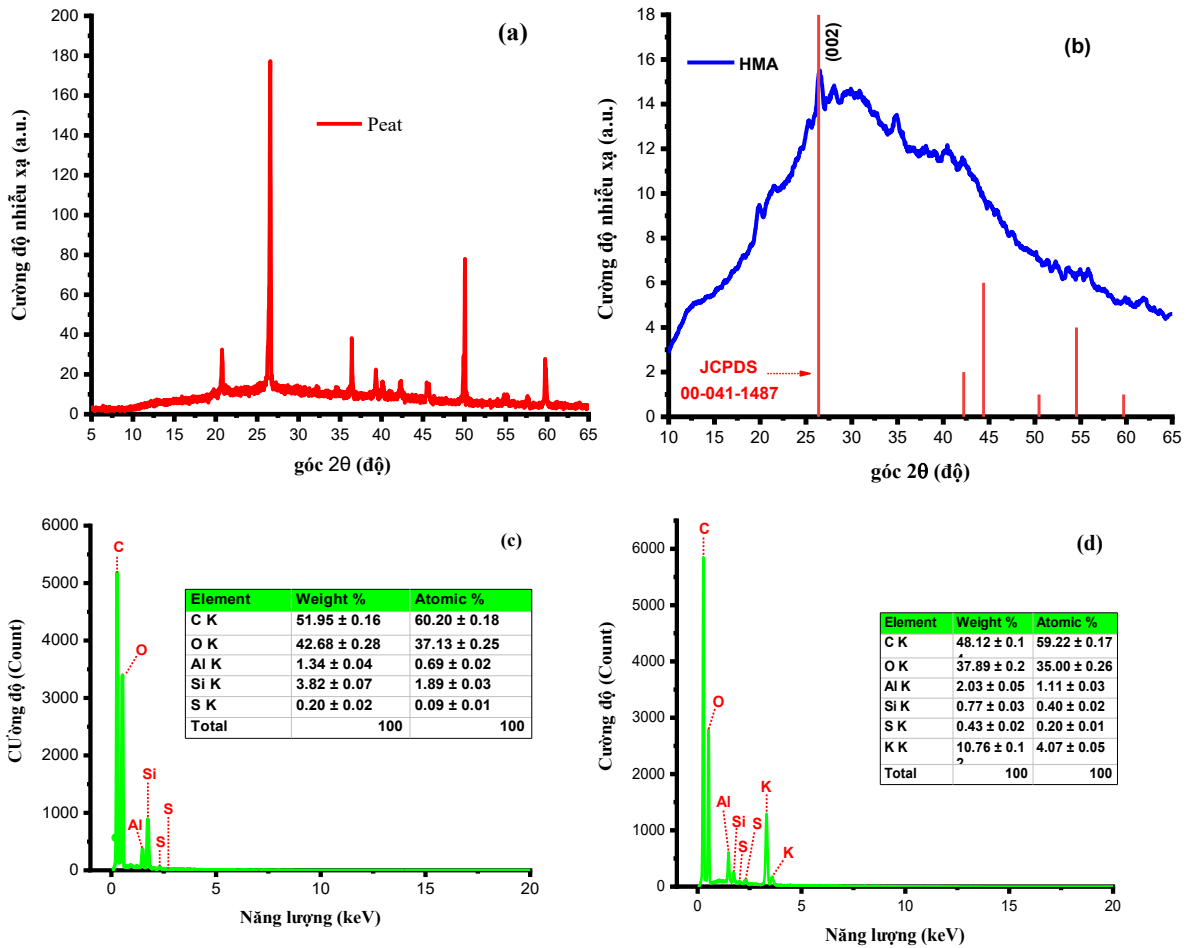 200
180
160
140
120
100
80
60
40
20
0
5 10 15 20 25 30 35 40 45 50 55 60 65
Cường độ nhiễu xạ (a.u.)
góc 2θ (độ)
(a)
Peat
18
16
14
12
10
8
6
4
2
0
10 15 20 25 30 35 40 45 50 55 60 65
Cường độ nhiễu xạ (a.u.)
góc 2θ (độ)
(b)
HMA
(002)
JCPDS
00-041-1487
6000
5000
4000
3000
2000
1000
0
0 5 10 15 20
CƯờng độ (Count)
Năng lượng (keV)
(c)
C
O
Al
Si
S
S
Element Weight % Atomic %
C K 51.95 ± 0.16 60.20 ± 0.18
O K 42.68 ± 0.28 37.13 ± 0.25
Al K 1.34 ± 0.04 0.69 ± 0.02
Si K 3.82 ± 0.07 1.89 ± 0.03
S K 0.20 ± 0.02 0.09 ± 0.01
Total 100 100
6000
5000
4000
3000
2000
1000
0
0 5 10 15 20
Cường độ (Count)
Năng lượng (keV)
(d)
C
O
Al
Si
S
S
K
K
Element Weight % Atomic %
C K 48.12 ± 0.1 59.22 ± 0.17
O K 37.89 ± 0.2 35.00 ± 0.26
Al K 2.03 ± 0.05 1.11 ± 0.03
Si K 0.77 ± 0.03 0.40 ± 0.02
S K 0.43 ± 0.02 0.20 ± 0.01
K K 10.76 ± 0.1 4.07 ± 0.05
Total 100 100